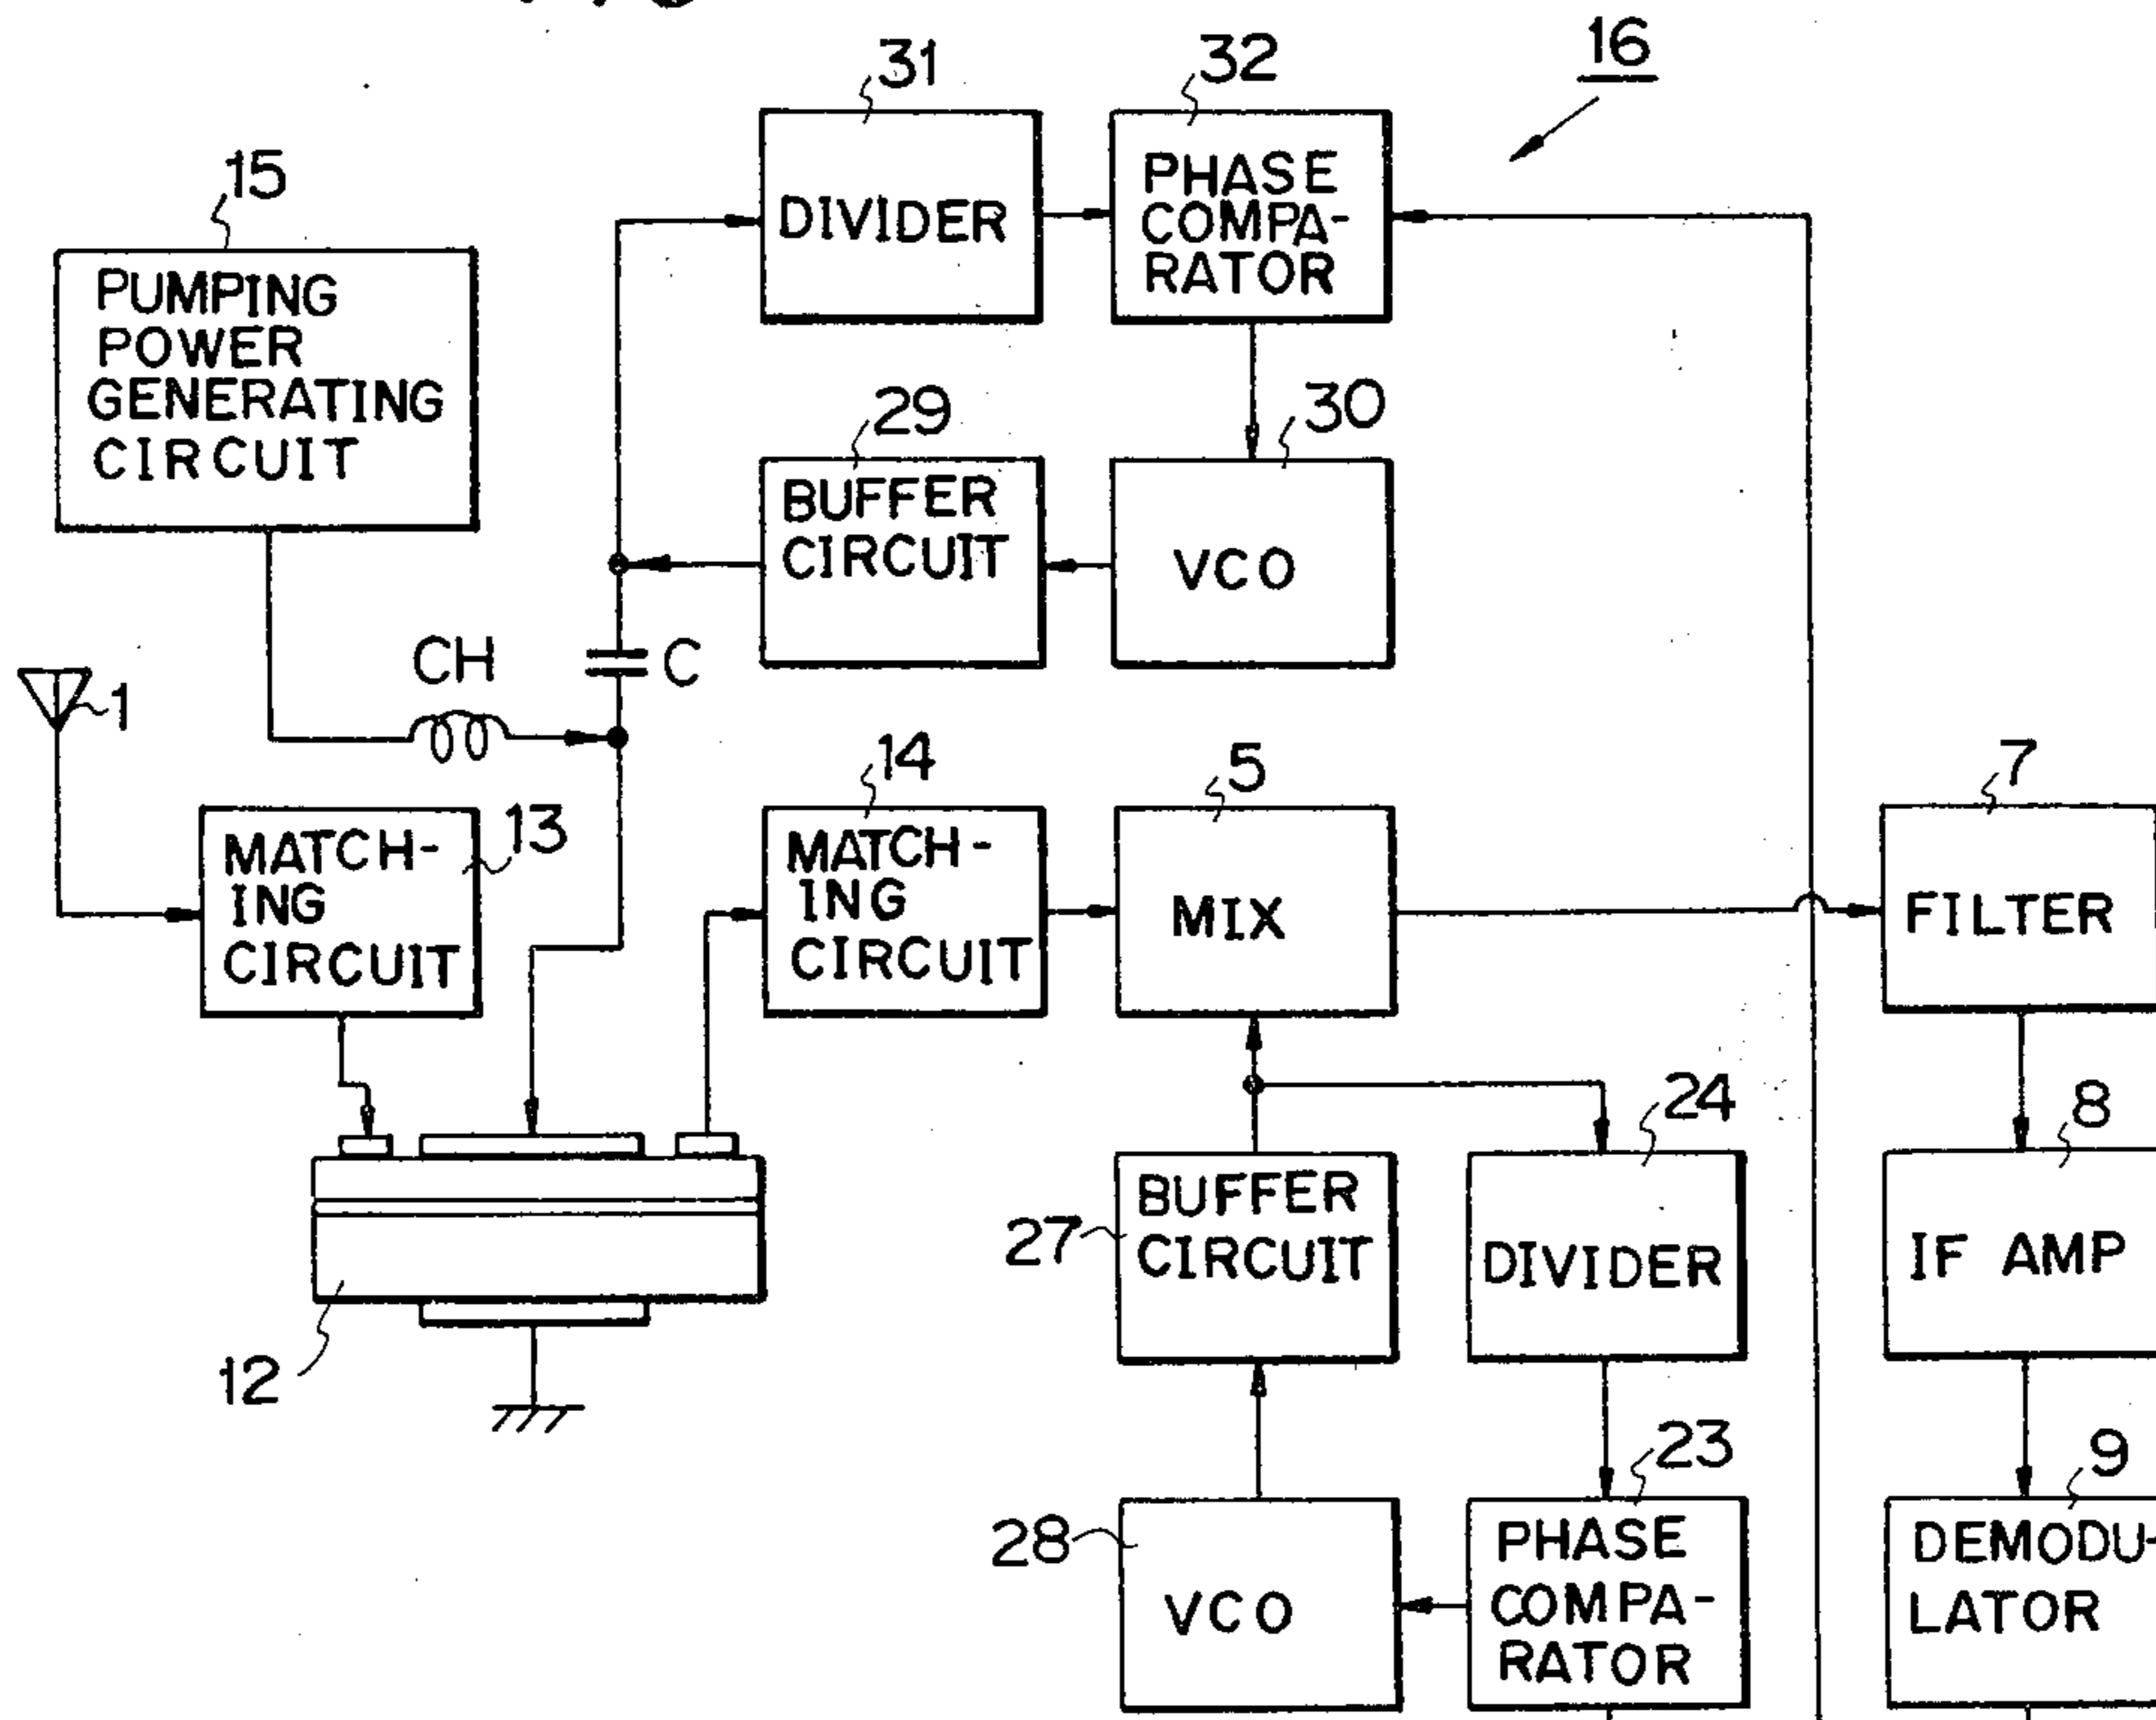 16
31
32
DIVIDER
PHASE
COMPA-
RATOR
15
PUMPING
POWER
GENERATING
CIRCUIT
29
30
BUFFER
CIRCUIT
VCO
CH
C
1
13
MATCH-
ING
CIRCUIT
14
MATCH-
ING
CIRCUIT
5
MIX
7
FILTER
24
8
27
BUFFER
CIRCUIT
DIVIDER
IF AMP
12
23
9
28
VCO
PHASE
COMPA-
RATOR
DEMODU-
LATOR